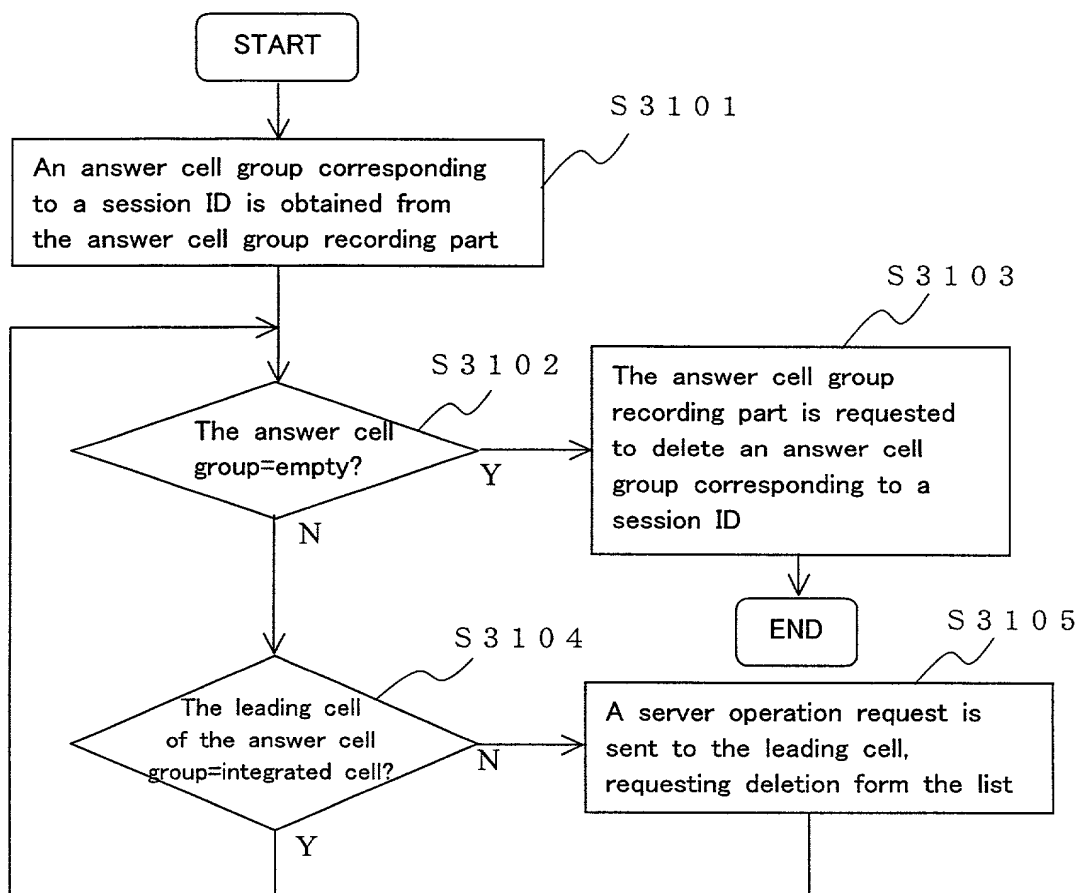 START
S3101
An answer cell group corresponding
to a session ID is obtained from
the answer cell group recording part
S3103
S3102
The answer cell
group=empty?
Y
N
The answer cell group
recording part is requested
to delete an answer cell
group corresponding to a
session ID
END
S3104
S3105
The leading cell
of the answer cell
group=integrated cell?
N
Y
A server operation request is
sent to the leading cell,
requesting deletion form the list